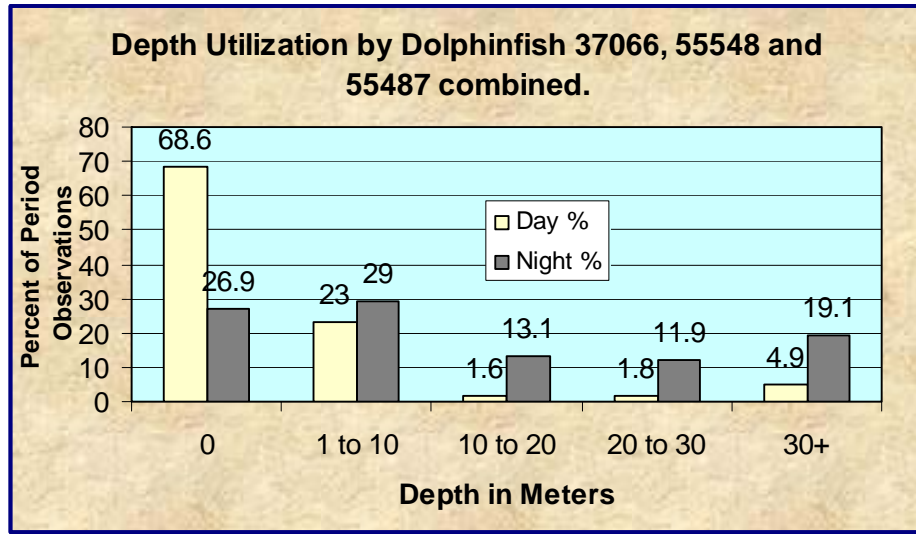 Depth Utilization by Dolphinfish 37066, 55548 and
55487 combined.
Percent of Period
Observations
80
70
60
50
40
30
20
10
0
68.6
26.9
23
29
1.6
13.1
1.8
11.9
4.9
19.1
Day %
Night %
0
1 to 10
10 to 20
20 to 30
30+
Depth in Meters